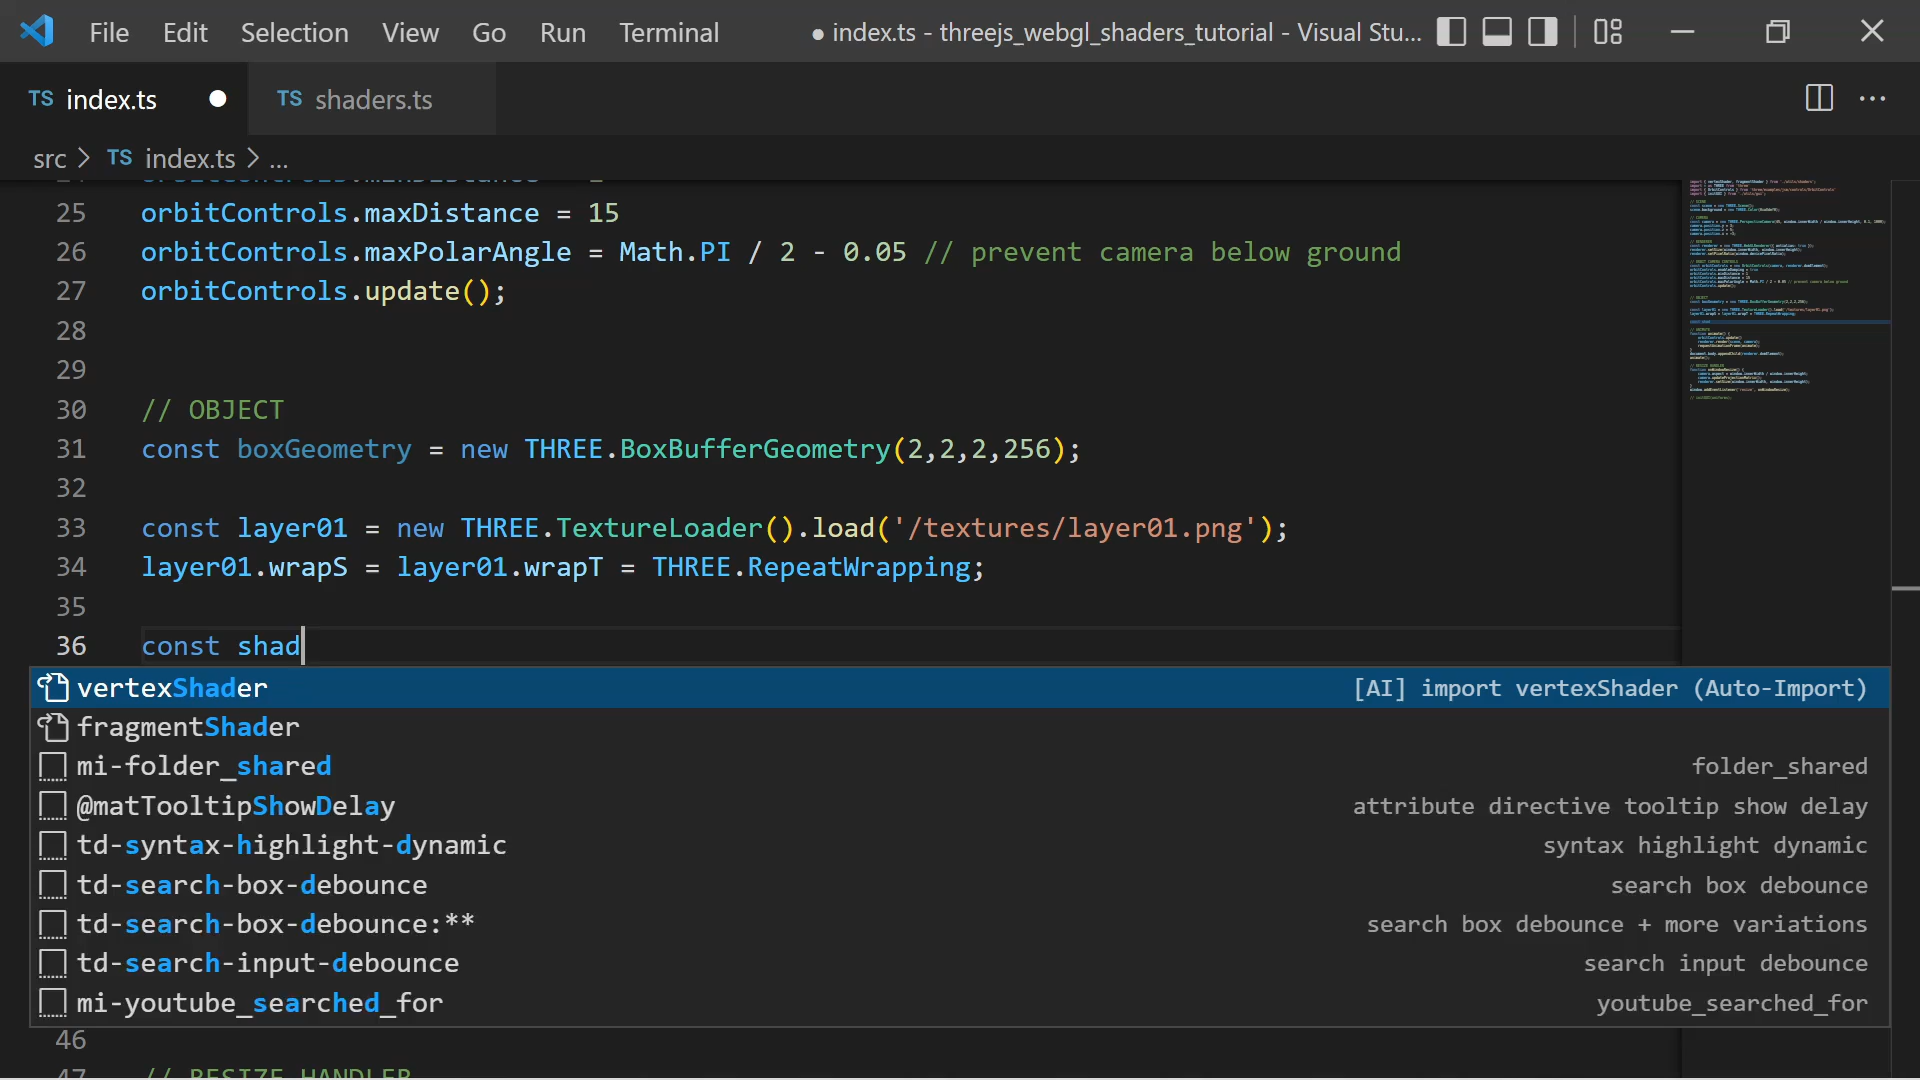 File Edit Selection View Go Run Terminal ● index.ts - threejs_webgl_shaders_tutorial - Visual Stu...
TS index.ts ● TS shaders.ts
src > TS index.ts > ...
25 orbitControls.maxDistance = 15
26 orbitControls.maxPolarAngle = Math.PI / 2 - 0.05 // prevent camera below ground
27 orbitControls.update();
28
29
30 // OBJECT
31 const boxGeometry = new THREE.BoxBufferGeometry(2,2,2,256);
32
33 const layer01 = new THREE.TextureLoader().load('/textures/layer01.png');
34 layer01.wrapS = layer01.wrapT = THREE.RepeatWrapping;
35
36 const shad
vertexShader [AI] import vertexShader (Auto-Import)
fragmentShader
mi-folder_shared folder_shared
@matTooltipShowDelay attribute directive tooltip show delay
td-syntax-highlight-dynamic syntax highlight dynamic
td-search-box-debounce search box debounce
td-search-box-debounce:** search box debounce + more variations
td-search-input-debounce search input debounce
mi-youtube_searched_for youtube_searched_for
46
47 // RESIZE HANDLER